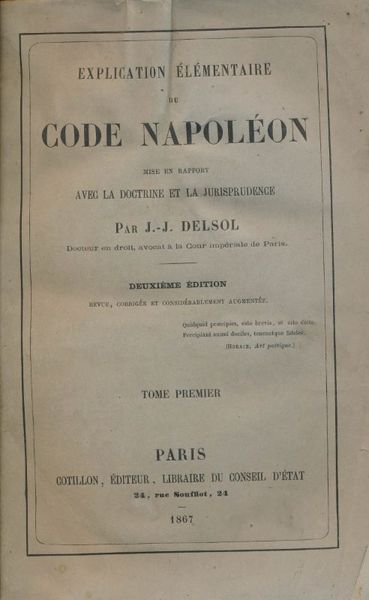 EXPLICATION ÉLÉMENTAIRE
DU
CODE NAPOLÉON
MISE EN RAPPORT
AVEC LA DOCTRINE ET LA JURISPRUDENCE
PAR J.-J. DELSOL
Docteur en droit, avocat à la Cour impériale de Paris.
DEUXIÈME ÉDITION
REVUE, CORRIGÉE ET CONSIDÉRABLEMENT AUGMENTÉE.
Quidquid præcipies, esto brevis, ut cito dicta
Percipiant animi dociles, teneantque fideles.
(HORACE, Art poétique.)
TOME PREMIER
PARIS
COTILLON, ÉDITEUR, LIBRAIRE DU CONSEIL D'ÉTAT
24, rue Soufflot, 24
1867